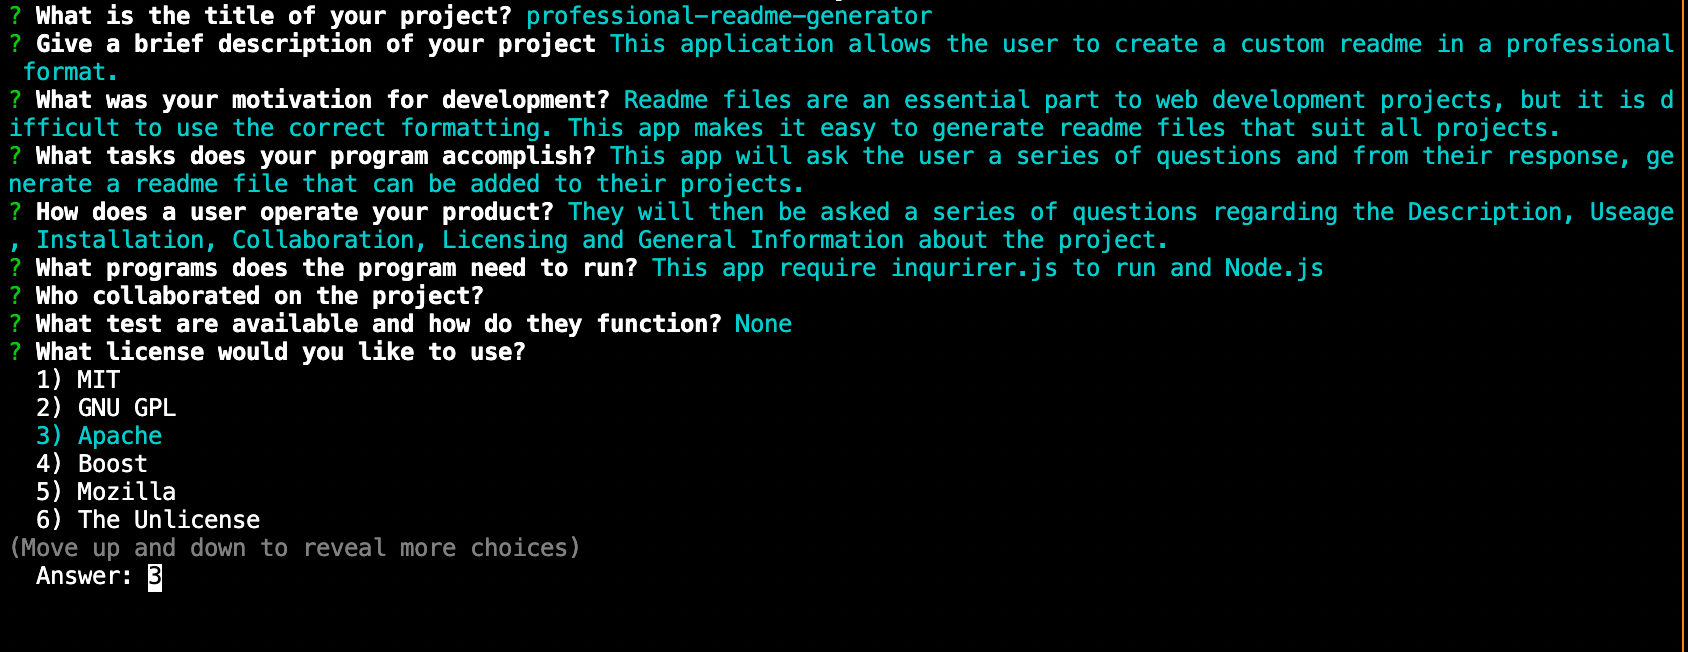 ? What is the title of your project? professional-readme-generator
? Give a brief description of your project This application allows the user to create a custom readme in a professional
format.
? What was your motivation for development? Readme files are an essential part to web development projects, but it is d
ifficult to use the correct formatting. This app makes it easy to generate readme files that suit all projects.
? What tasks does your program accomplish? This app will ask the user a series of questions and from their response, ge
nerate a readme file that can be added to their projects.
? How does a user operate your product? They will then be asked a series of questions regarding the Description, Useage
, Installation, Collaboration, Licensing and General Information about the project.
? What programs does the program need to run? This app require inqurirer.js to run and Node.js
? Who collaborated on the project?
? What test are available and how do they function? None
? What license would you like to use?
1) MIT
2) GNU GPL
3) Apache
4) Boost
5) Mozilla
6) The Unlicense
(Move up and down to reveal more choices)
Answer: 3